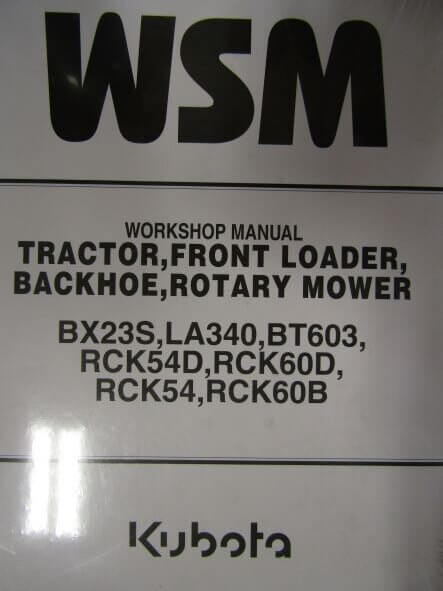 WSM
WORKSHOP MANUAL
TRACTOR,FRONT LOADER,
BACKHOE,ROTARY MOWER
BX23S,LA340,BT603,
RCK54D,RCK60D,
RCK54,RCK60B
Kubota